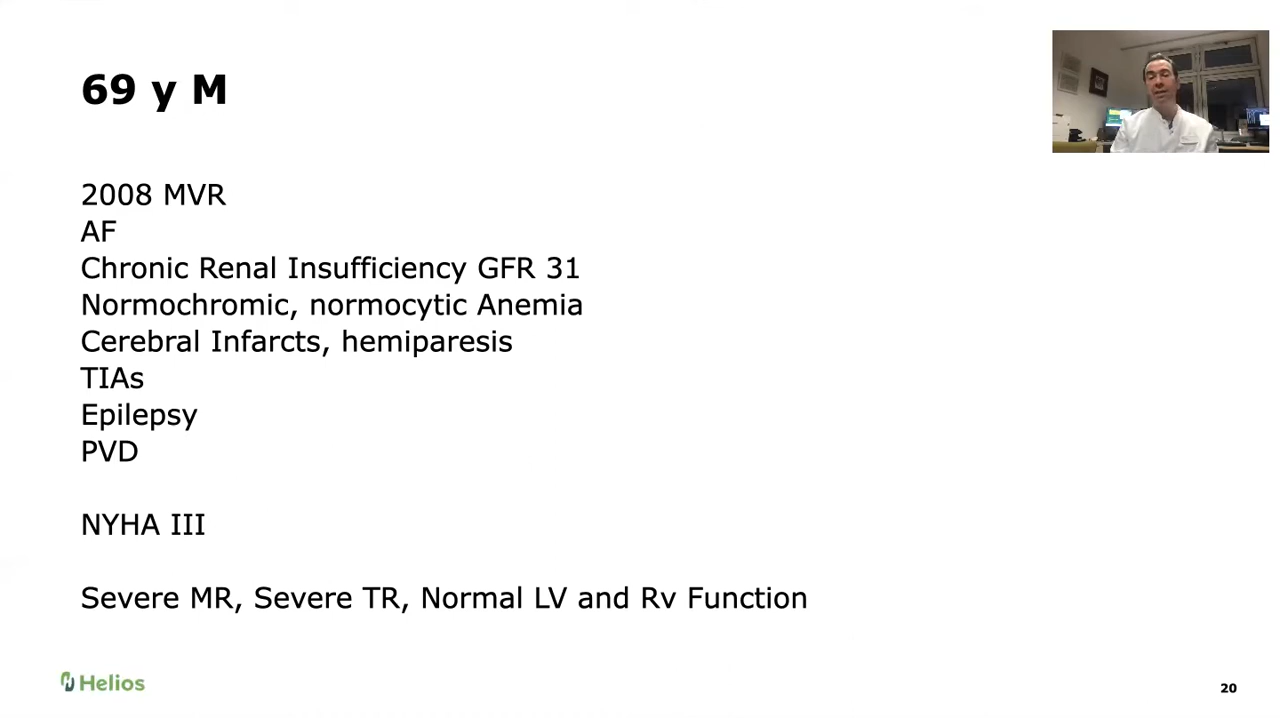 69 y M
2008 MVR
AF
Chronic Renal Insufficiency GFR 31
Normochromic, normocytic Anemia
Cerebral Infarcts, hemiparesis
TIAs
Epilepsy
PVD
NYHA III
Severe MR, Severe TR, Normal LV and Rv Function
Helios
20